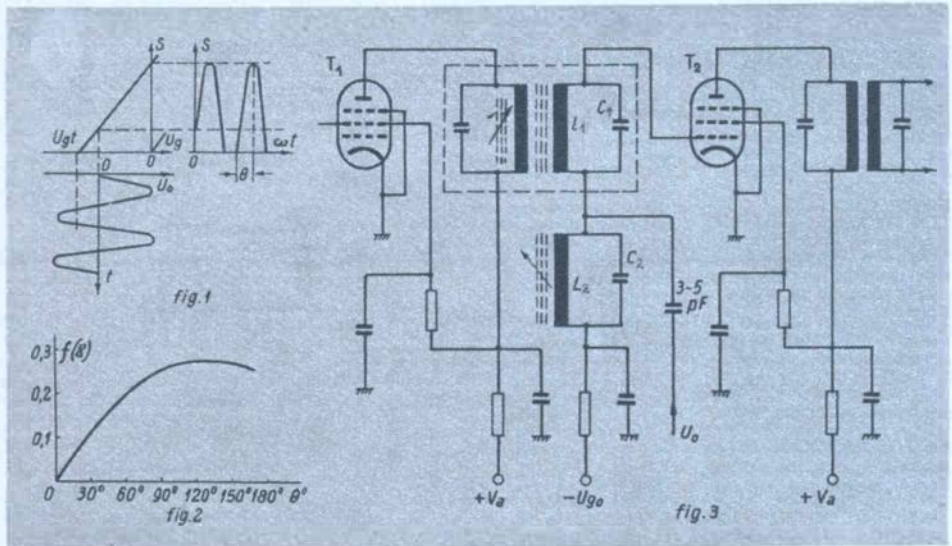 S
S
Ugt
0
0
Ug
0
ωt
U₀
θ
t
fig.1
0,3
f(θ)
0,2
0,1
0 30° 60° 90° 120° 150° 180° θ°
fig.2
T₁
L₁
C₁
L₂
C₂
3-5
pF
U₀
+Va
-Ug₀
T₂
+Va
fig.3